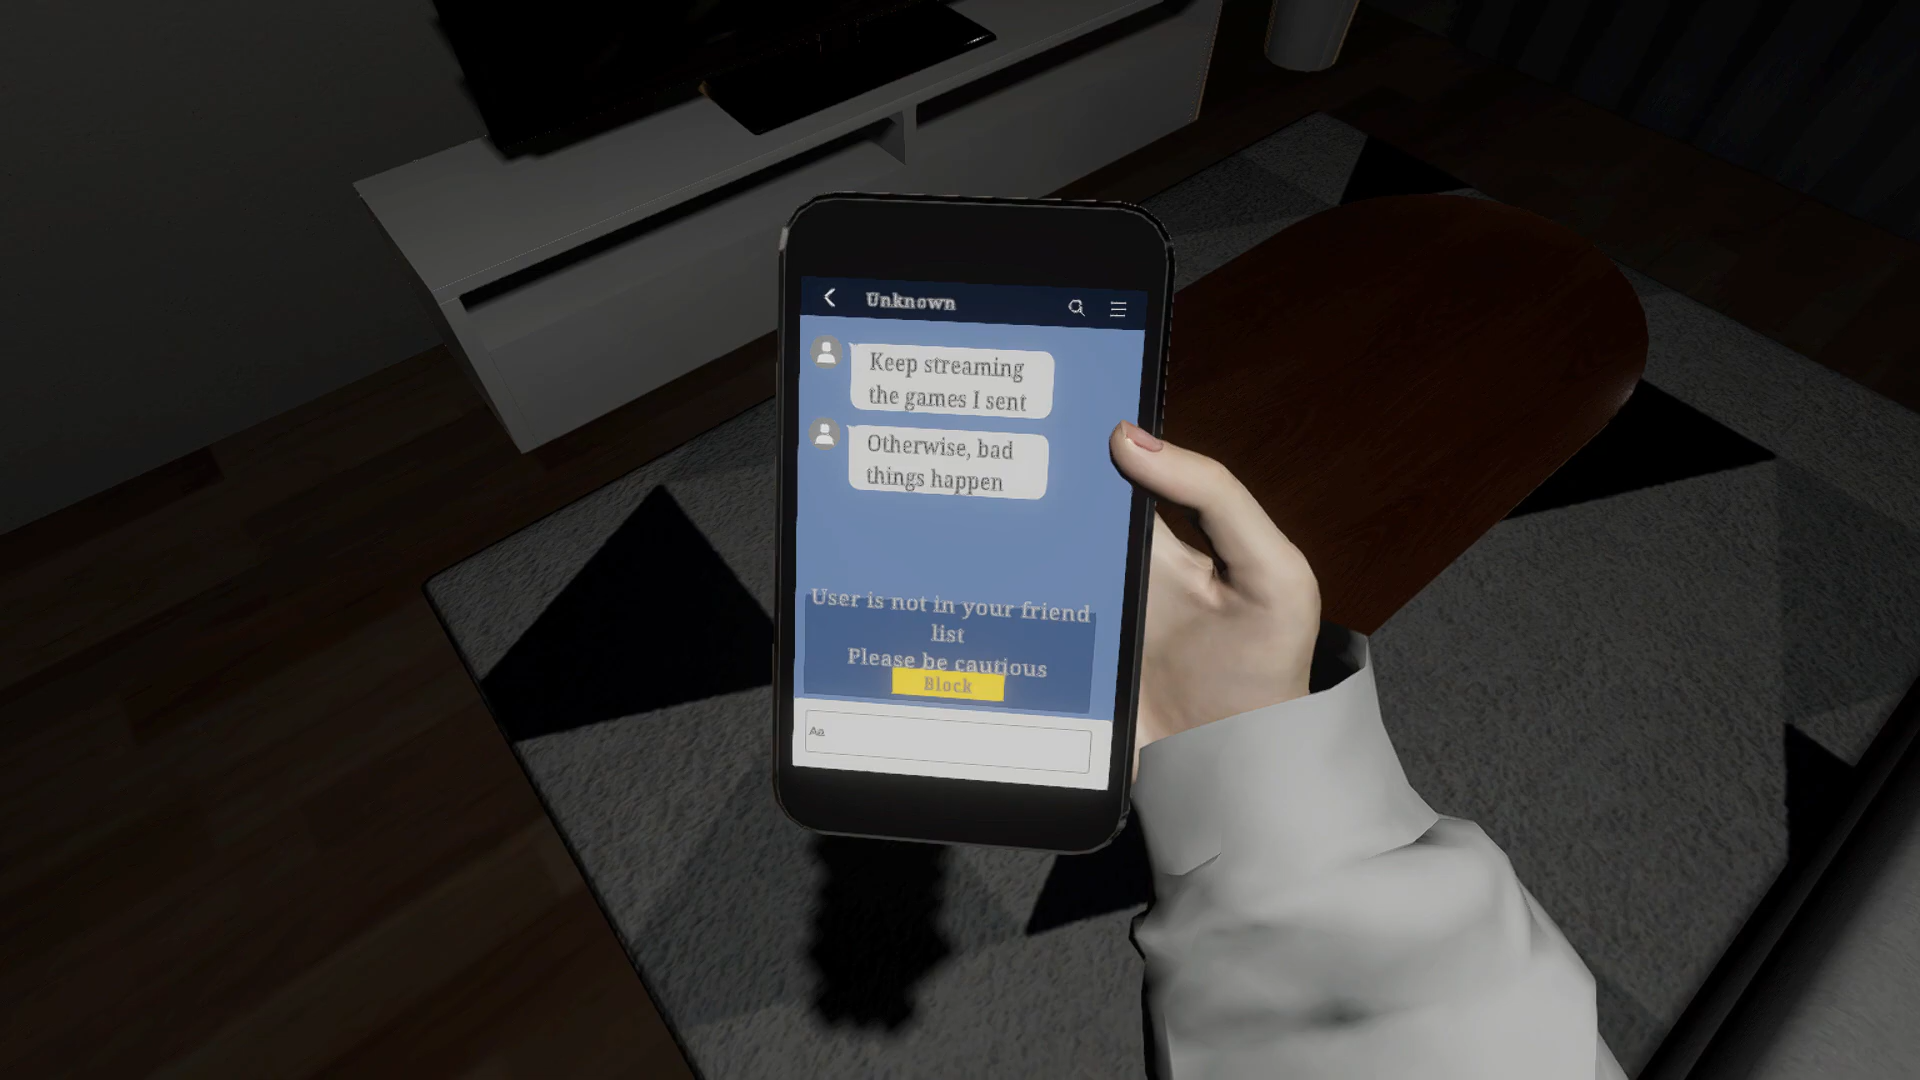 Unknown
Keep streaming
the games I sent
Otherwise, bad
things happen
User is not in your friend
list
Please be cautious
Block
Aa